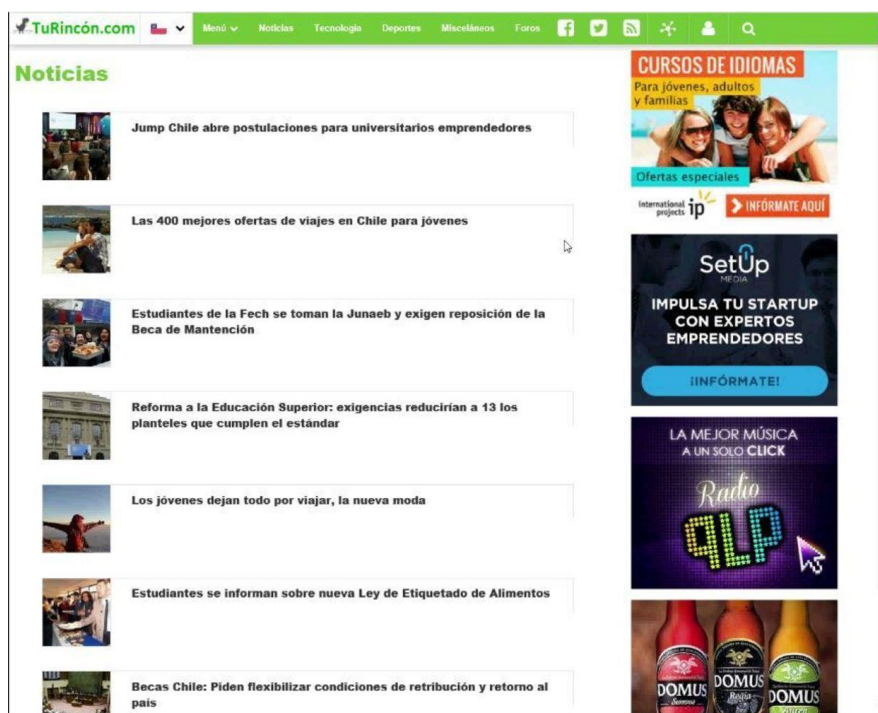 TuRincón.com
Menú
Noticias
Tecnología
Deportes
Misceláneos
Foros
Noticias
Jump Chile abre postulaciones para universitarios emprendedores
Las 400 mejores ofertas de viajes en Chile para jóvenes
Estudiantes de la Fech se toman la Junaeb y exigen reposición de la
Beca de Mantención
Reforma a la Educación Superior: exigencias reducirían a 13 los
planteles que cumplen el estándar
Los jóvenes dejan todo por viajar, la nueva moda
Estudiantes se informan sobre nueva Ley de Etiquetado de Alimentos
Becas Chile: Piden flexibilizar condiciones de retribución y retorno al
país
CURSOS DE IDIOMAS
Para jóvenes, adultos
y familias
Ofertas especiales
international
projects
ip
INFÓRMATE AQUÍ
SetUp
MEDIA
IMPULSA TU STARTUP
CON EXPERTOS
EMPRENDEDORES
¡INFÓRMATE!
LA MEJOR MÚSICA
A UN SOLO CLICK
Radio
qLp
DOMUS
DOMUS
Regia
DOMUS